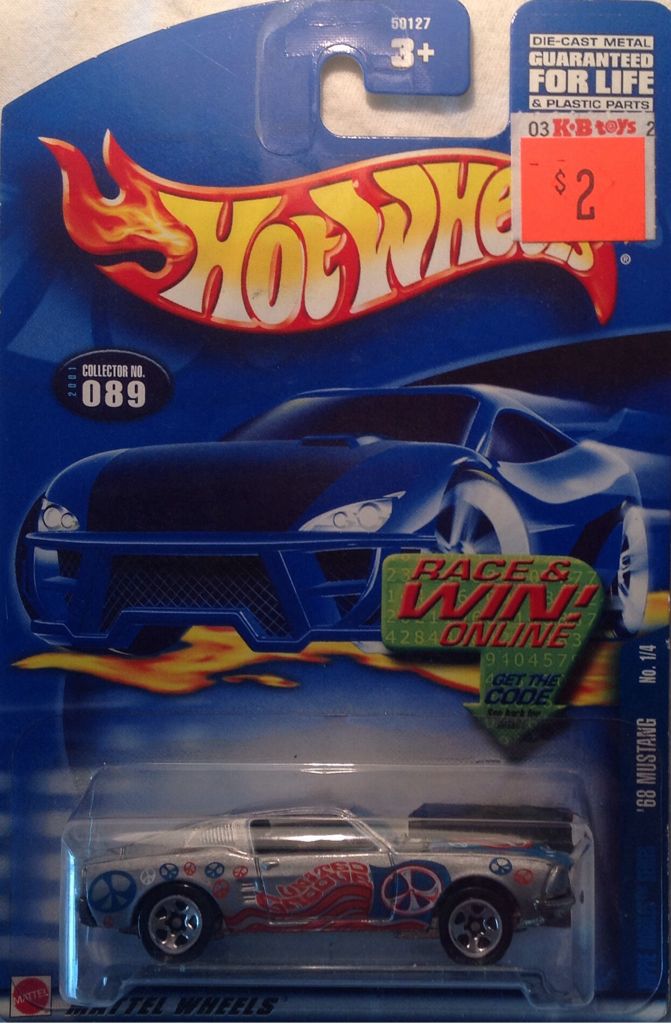 50127
3+
DIE-CAST METAL
GUARANTEED
FOR LIFE
& PLASTIC PARTS
03 K·B toys 2
$2
HOT WHEELS
®
2001
COLLECTOR NO.
089
RACE &
WIN!
ONLINE
GET THE
CODE
'68 MUSTANG No. 1/4
MATTEL
MATTEL WHEELS